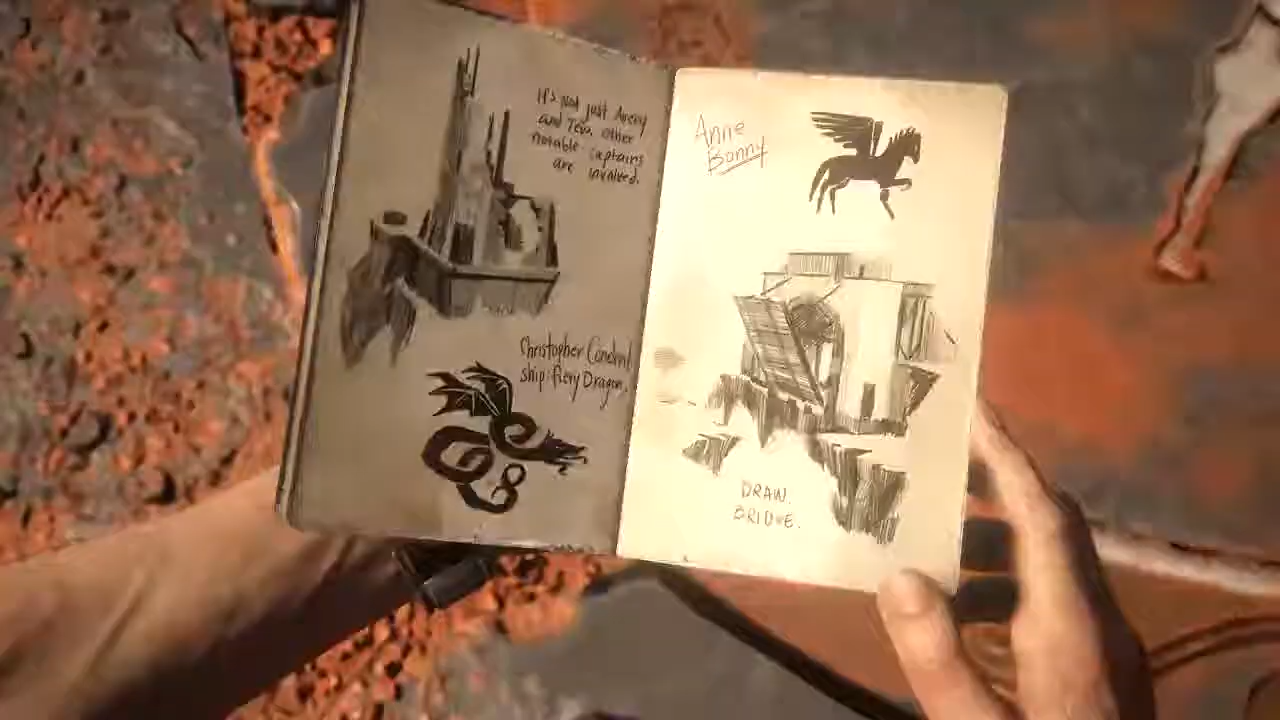 It's not just Avery
and Tew. Other
notable captains
are involved.
Christopher Condent
ship: Fiery Dragon.
Anne
Bonny
DRAW.
BRIDGE.